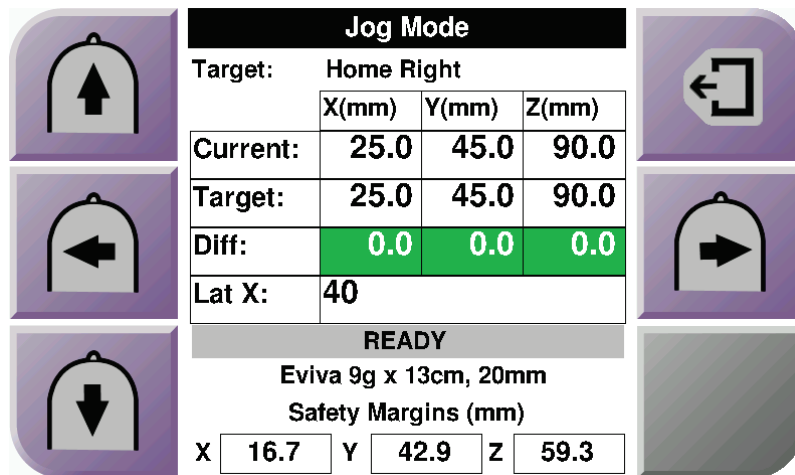 Jog Mode
Target: Home Right
X(mm) Y(mm) Z(mm)
Current: 25.0 45.0 90.0
Target: 25.0 45.0 90.0
Diff: 0.0 0.0 0.0
Lat X: 40
READY
Eviva 9g x 13cm, 20mm
Safety Margins (mm)
X 16.7 Y 42.9 Z 59.3